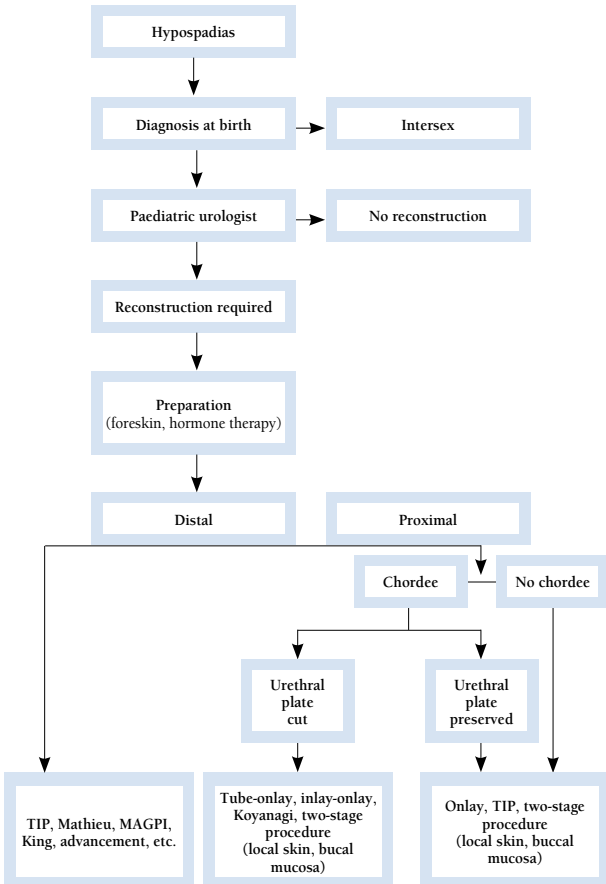 Hypospadias
Diagnosis at birth
Intersex
Paediatric urologist
No reconstruction
Reconstruction required
Preparation
(foreskin, hormone therapy)
Distal
Proximal
Chordee
No chordee
Urethral
plate
cut
Urethral
plate
preserved
TIP, Mathieu, MAGPI,
King, advancement, etc.
Tube-onlay, inlay-onlay,
Koyanagi, two-stage
procedure
(local skin, bucal
mucosa)
Onlay, TIP, two-stage
procedure
(local skin, buccal
mucosa)